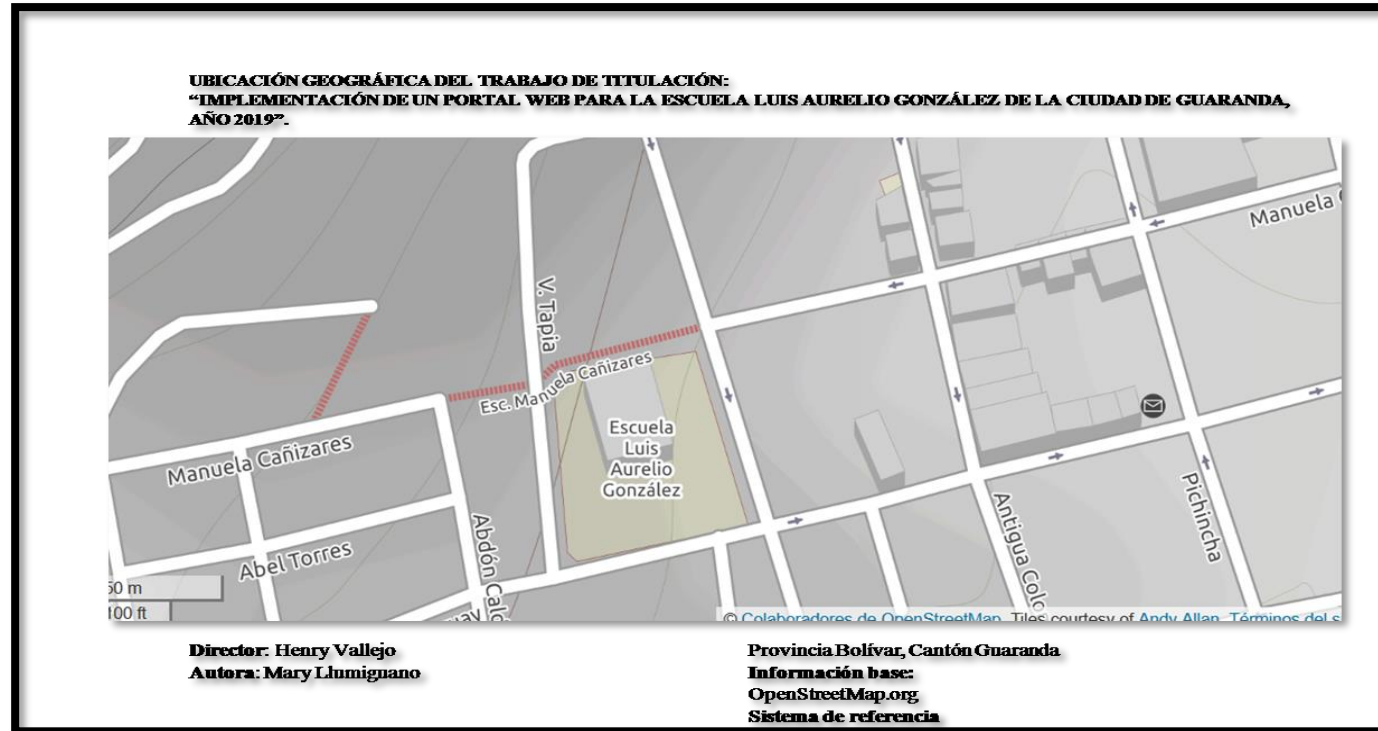 UBICACIÓN GEOGRÁFICA DEL TRABAJO DE TITULACIÓN:
“IMPLEMENTACIÓN DE UN PORTAL WEB PARA LA ESCUELA LUIS AURELIO GONZÁLEZ DE LA CIUDAD DE GUARANDA,
AÑO 2019”.
Manuela
V. Tapia
Esc. Manuela Cañizares
Escuela
Luis
Aurelio
González
Manuela Cañizares
Abel Torres
Abdón Calo
Antigua Colo
Pichincha
50 m
100 ft
© Colaboradores de OpenStreetMap. Tiles courtesy of Andy Allan. Términos del s
Director: Henry Vallejo
Autora: Mary Llumiguano
Provincia Bolívar, Cantón Guaranda
Información base:
OpenStreetMap.org
Sistema de referencia